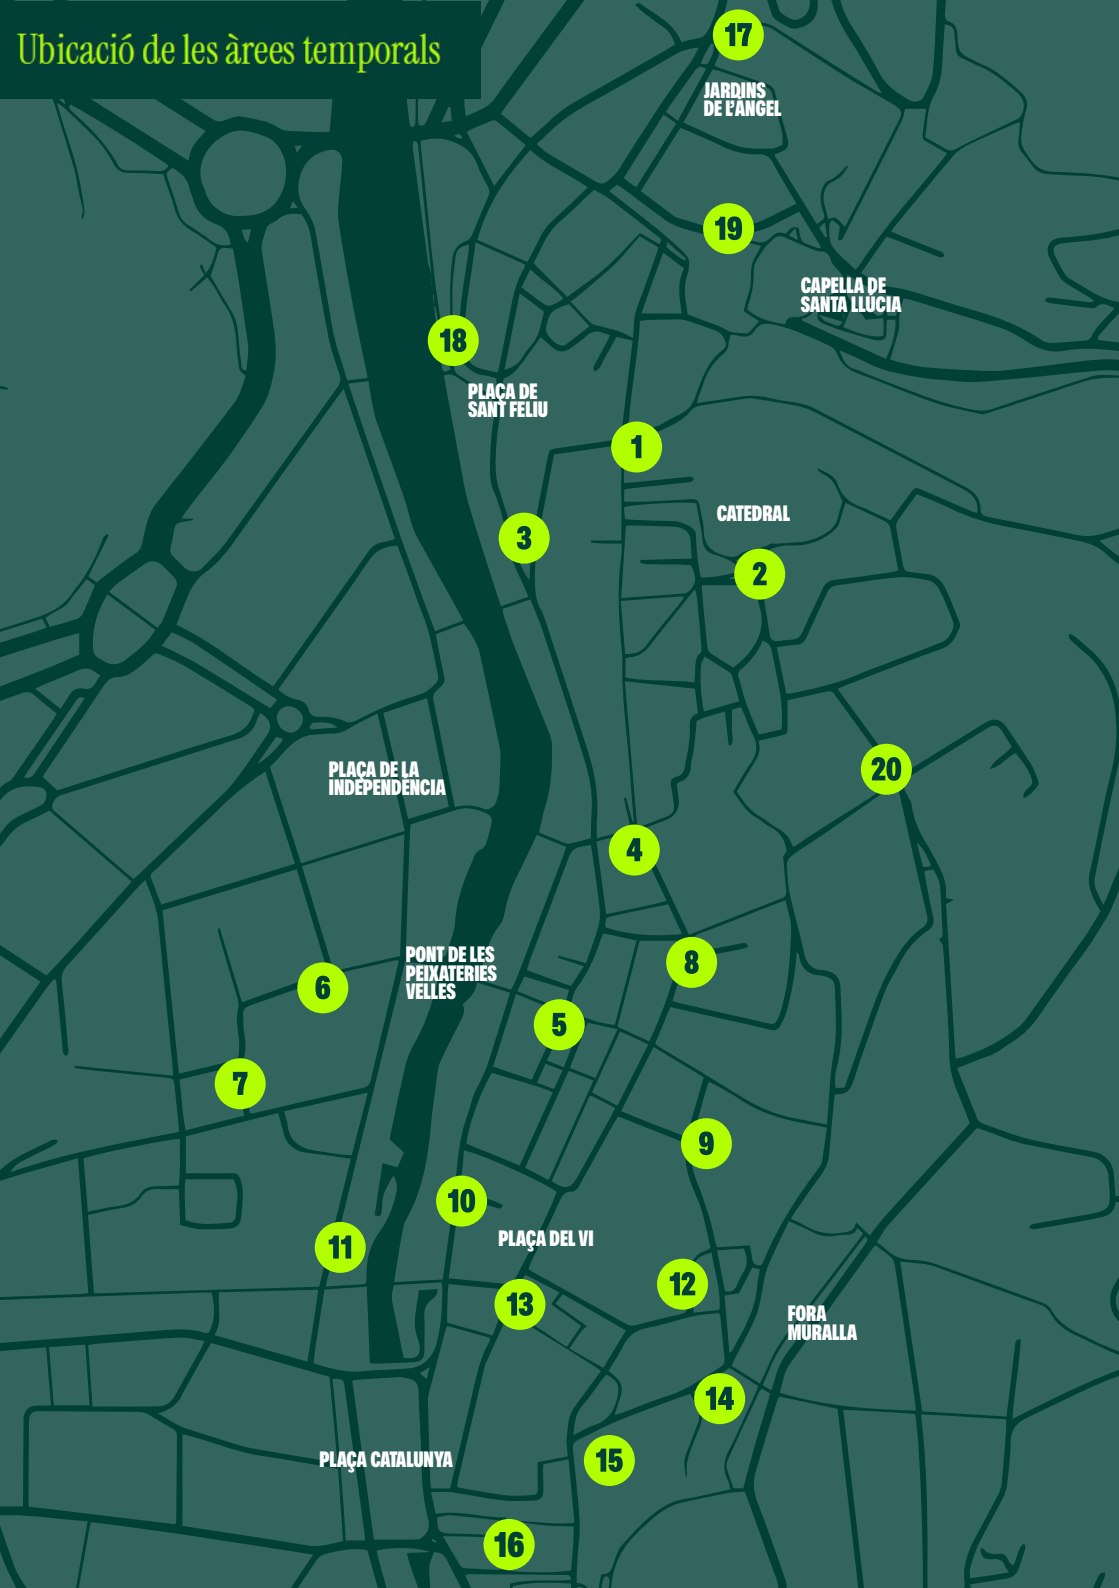 Ubicació de les àrees temporals
17
JARDINS
DE L'ÀNGEL
19
CAPELLA DE
SANTA LLÚCIA
18
PLAÇA DE
SANT FELIU
1
CATEDRAL
3
2
PLAÇA DE LA
INDEPENDÈNCIA
20
4
PONT DE LES
PEIXATERIES
VELLES
8
6
5
7
9
10
PLAÇA DEL VI
11
12
13
FORA
MURALLA
14
PLAÇA CATALUNYA
15
16